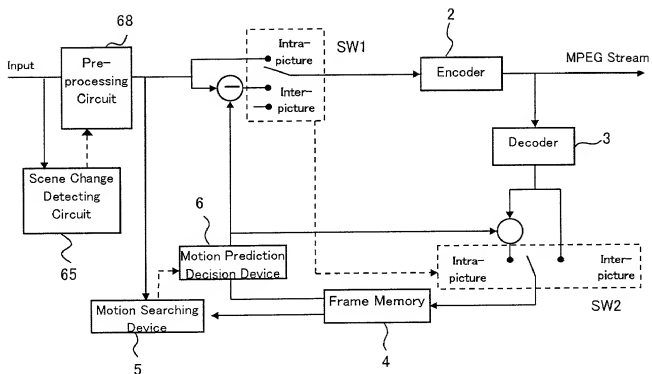 68
Input
Pre-
processing
Circuit
Intra-
picture
Inter-
picture
SW1
2
Encoder
MPEG Stream
Decoder
3
Scene Change
Detecting
Circuit
65
6
Motion Prediction
Decision Device
Intra-
picture
Inter-
picture
SW2
Motion Searching
Device
5
Frame Memory
4